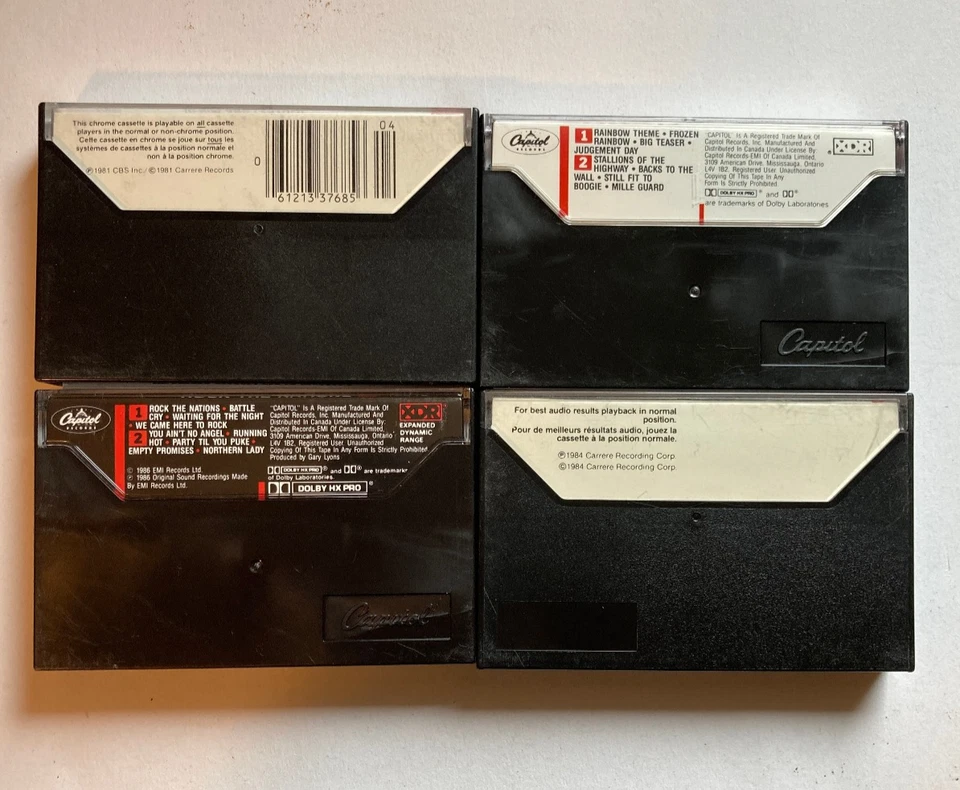 This chrome cassette is playable on all cassette
players in the normal or non-chrome position.
Cette cassette en chrome se joue sur tous les
systèmes de cassettes à la position normale et
non à la position chrome.
℗1981 CBS Inc./©1981 Carrere Records
04
0
61213 37685
Capitol
RECORDS
1 RAINBOW THEME • FROZEN
RAINBOW • BIG TEASER •
JUDGEMENT DAY
2 STALLIONS OF THE
HIGHWAY • BACKS TO THE
WALL • STILL FIT TO
BOOGIE • MILLE GUARD
"CAPITOL" Is A Registered Trade Mark Of
Capitol Records, Inc. Manufactured And
Distributed In Canada Under License By:
Capitol Records-EMI Of Canada Limited,
3109 American Drive, Mississauga, Ontario
L4V 1B2. Registered User. Unauthorized
Copying Of This Tape In Any
Form Is Strictly Prohibited.
DOLBY HX PRO® and ®
are trademarks of Dolby Laboratories.
XDR
Capitol
Capitol
RECORDS
1 ROCK THE NATIONS • BATTLE
CRY • WAITING FOR THE NIGHT
• WE CAME HERE TO ROCK
2 YOU AIN'T NO ANGEL • RUNNING
HOT • PARTY TIL YOU PUKE •
EMPTY PROMISES • NORTHERN LADY
© 1986 EMI Records Ltd.
℗ 1986 Original Sound Recordings Made
By EMI Records Ltd.
"CAPITOL" Is A Registered Trade Mark Of
Capitol Records, Inc. Manufactured And
Distributed In Canada Under License By:
Capitol Records-EMI Of Canada Limited,
3109 American Drive, Mississauga, Ontario
L4V 1B2. Registered User. Unauthorized
Copying Of This Tape In Any Form Is Strictly Prohibited.
Produced by Gary Lyons
DOLBY HX PRO® and ® are trademarks
of Dolby Laboratories.
DOLBY HX PRO
XDR
EXPANDED
DYNAMIC
RANGE
Capitol
For best audio results playback in normal
position.
Pour de meilleurs résultats audio, jouez la
cassette à la position normale.
℗1984 Carrere Recording Corp.
©1984 Carrere Recording Corp.